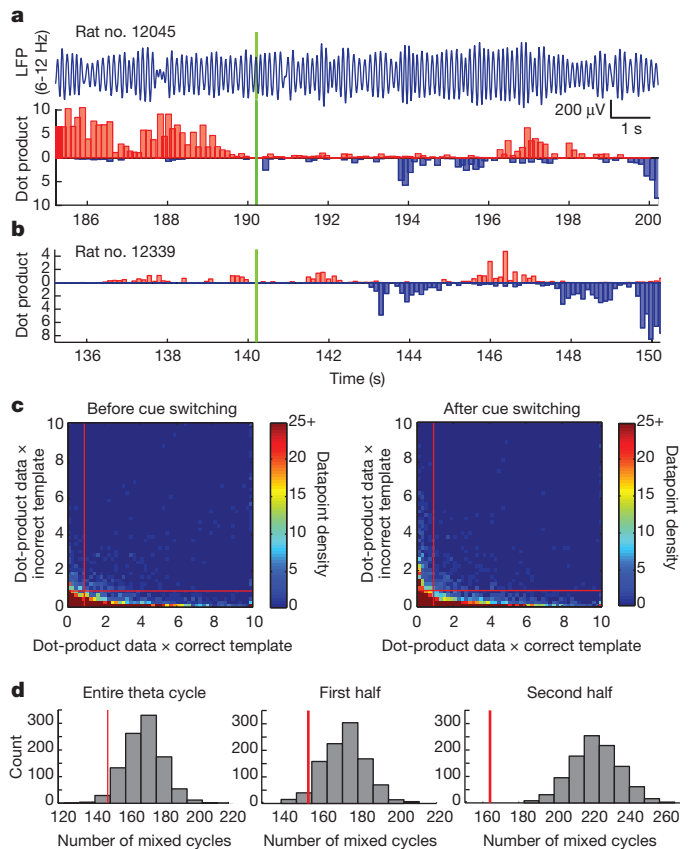 a
Rat no. 12045
LFP
(6–12 Hz)
200 μV
1 s
Dot product
10
5
0
5
10
186 188 190 192 194 196 198 200
b
Rat no. 12339
Dot product
4
2
0
2
4
6
8
136 138 140 142 144 146 148 150
Time (s)
c
Before cue switching
Dot-product data ×
incorrect template
10
8
6
4
2
0
0 2 4 6 8 10
Dot-product data × correct template
25+
20
15
10
5
0
Datapoint density
After cue switching
Dot-product data ×
incorrect template
10
8
6
4
2
0
0 2 4 6 8 10
Dot-product data × correct template
25+
20
15
10
5
0
Datapoint density
d
Entire theta cycle
Count
300
200
100
0
120 140 160 180 200 220
Number of mixed cycles
First half
300
200
100
0
140 160 180 200 220
Number of mixed cycles
Second half
300
200
100
0
160 180 200 220 240 260
Number of mixed cycles